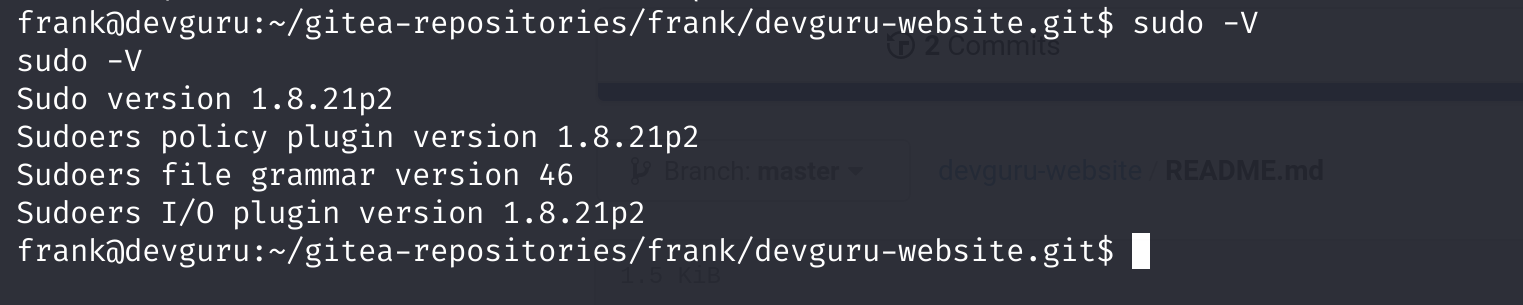 frank@devguru:~/gitea-repositories/frank/devguru-website.git$ sudo -V
2 Commits
sudo -V
Sudo version 1.8.21p2
Sudoers policy plugin version 1.8.21p2
Sudoers file grammar version 46
Branch: master
devguru-website / README.md
Sudoers I/O plugin version 1.8.21p2
frank@devguru:~/gitea-repositories/frank/devguru-website.git$
1.5 KiB